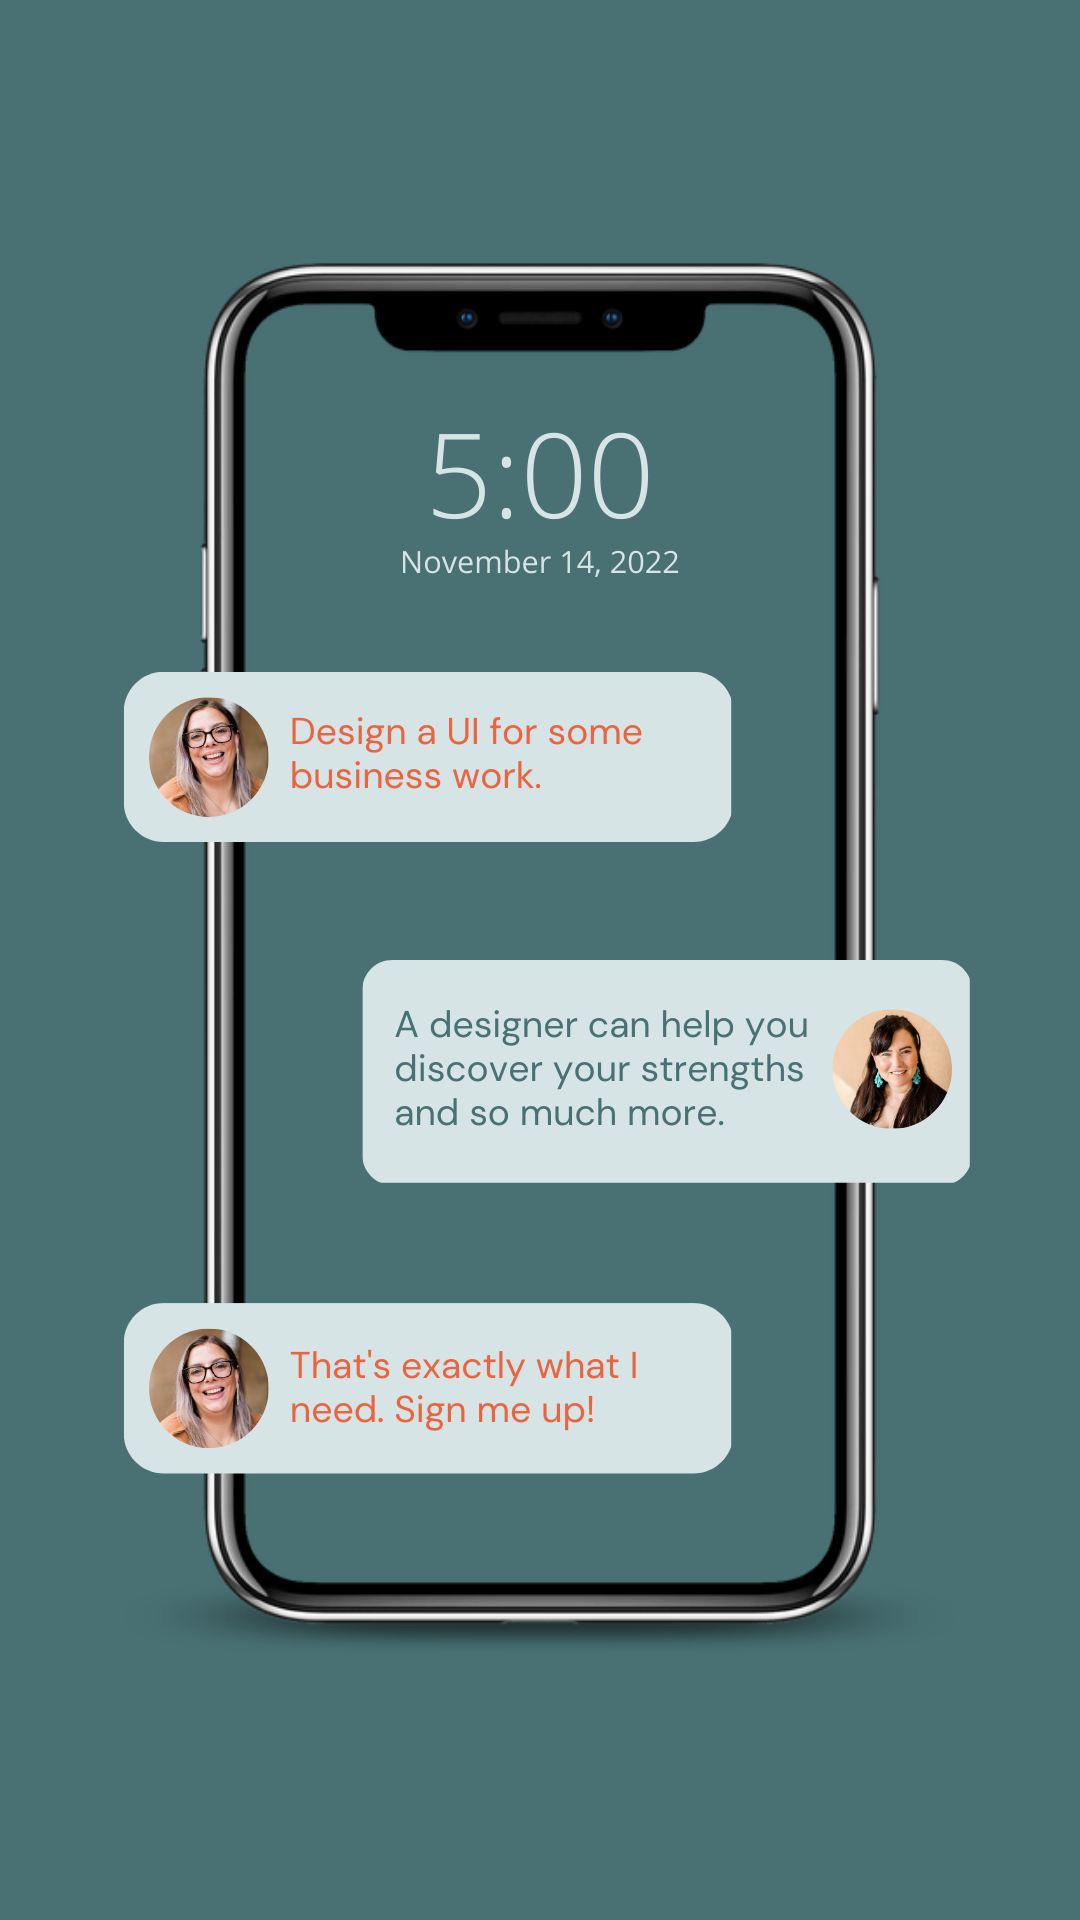 5:00
November 14, 2022
Design a UI for some
business work.
A designer can help you
discover your strengths
and so much more.
That's exactly what I
need. Sign me up!